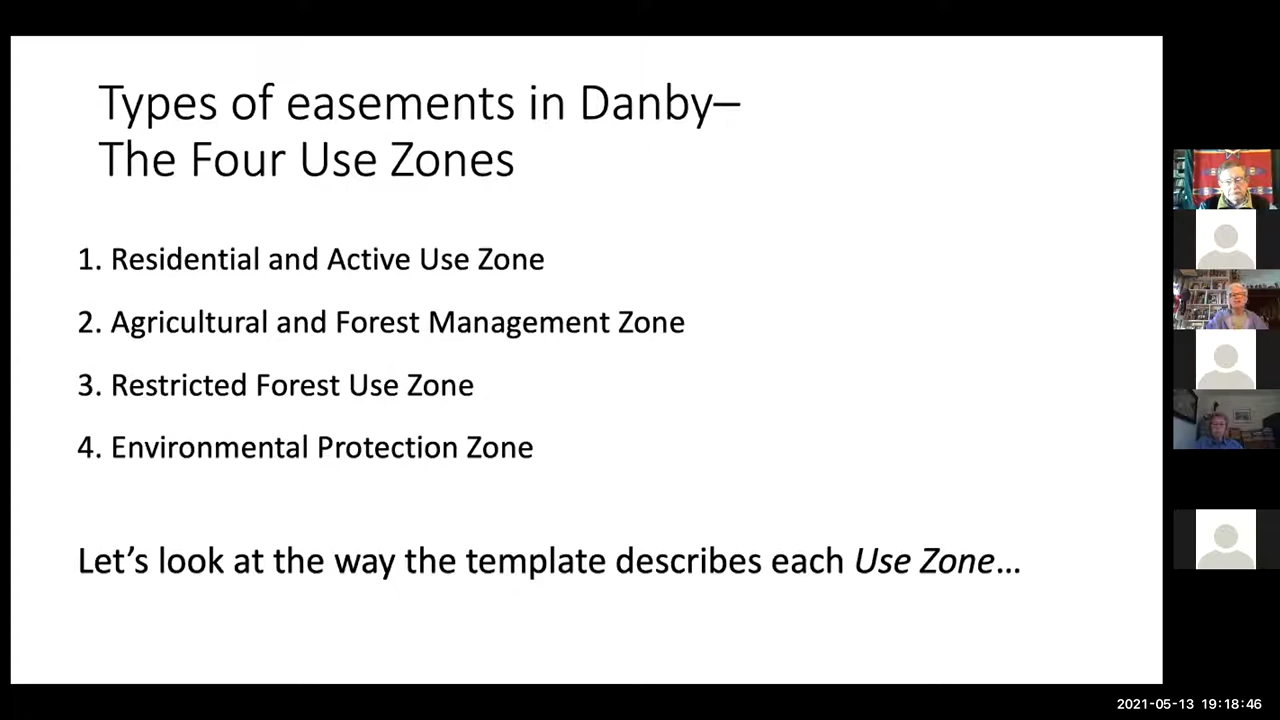 Types of easements in Danby–
The Four Use Zones
1. Residential and Active Use Zone
2. Agricultural and Forest Management Zone
3. Restricted Forest Use Zone
4. Environmental Protection Zone
Let’s look at the way the template describes each Use Zone…
2021-05-13 19:18:46